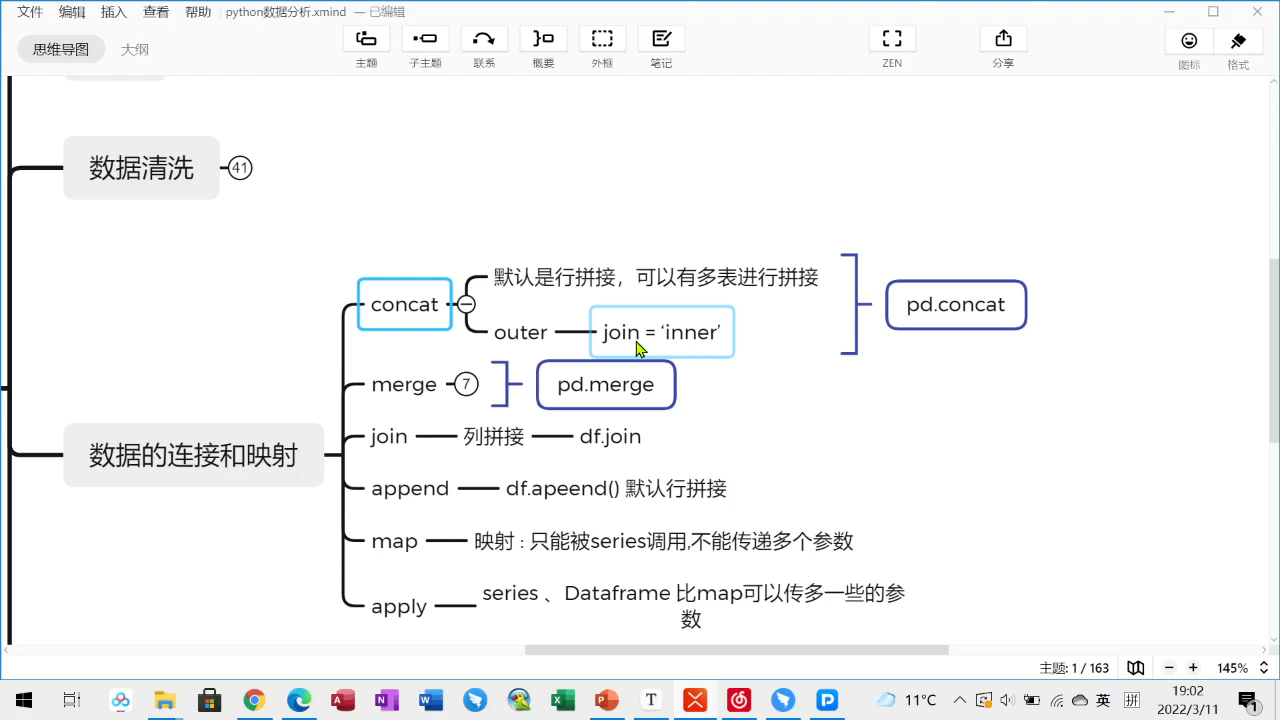 文件 编辑 插入 查看 帮助 python数据分析.xmind — 已编辑
思维导图 大纲
主题 子主题 联系 概要 外框 笔记 ZEN 分享 图标 格式
数据清洗 41
默认是行拼接，可以有多表进行拼接
concat
pd.concat
outer join = ‘inner’
merge 7 pd.merge
join 列拼接 df.join
数据的连接和映射
append df.apeend() 默认行拼接
map 映射 : 只能被series调用,不能传递多个参数
apply series 、Dataframe 比map可以传多一些的参
数
主题: 1 / 163 145%
11°C 英 拼 19:02
2022/3/11 1